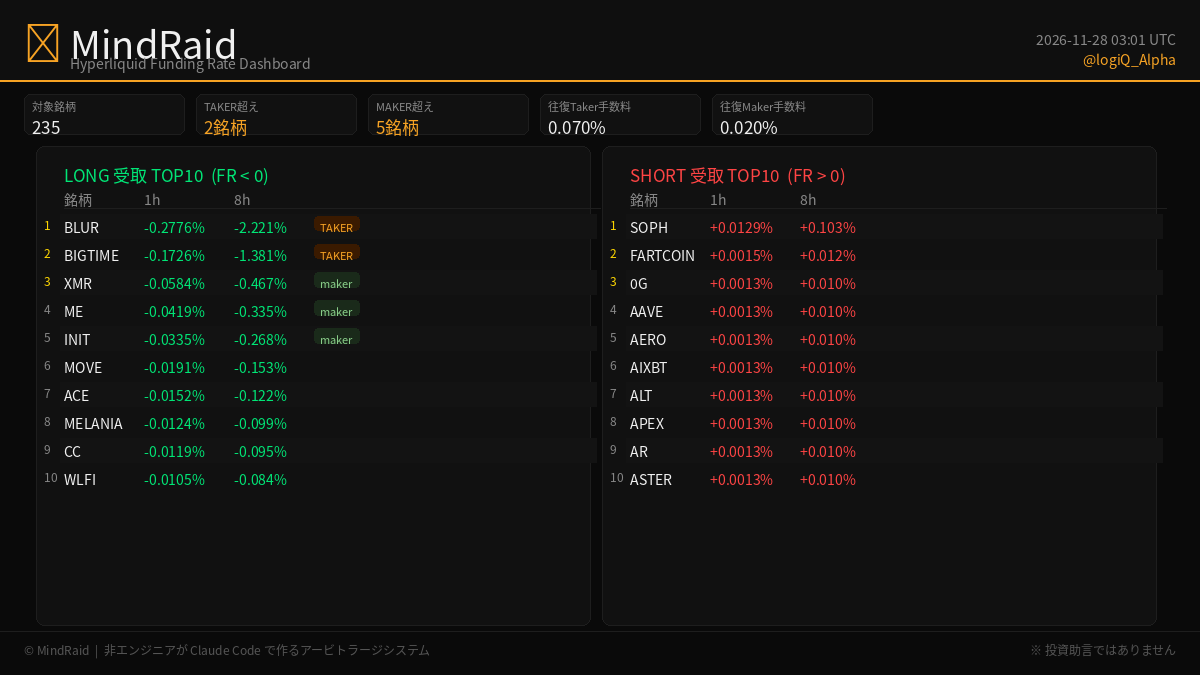 MindRaid
Hyperliquid Funding Rate Dashboard
2026-11-28 03:01 UTC
@logiQ_Alpha
対象銘柄
235
TAKER超え
2銘柄
MAKER超え
5銘柄
往復Taker手数料
0.070%
往復Maker手数料
0.020%
LONG 受取 TOP10 (FR < 0)
銘柄 1h 8h
1 BLUR -0.2776% -2.221% TAKER
2 BIGTIME -0.1726% -1.381% TAKER
3 XMR -0.0584% -0.467% maker
4 ME -0.0419% -0.335% maker
5 INIT -0.0335% -0.268% maker
6 MOVE -0.0191% -0.153%
7 ACE -0.0152% -0.122%
8 MELANIA -0.0124% -0.099%
9 CC -0.0119% -0.095%
10 WLFI -0.0105% -0.084%
SHORT 受取 TOP10 (FR > 0)
銘柄 1h 8h
1 SOPH +0.0129% +0.103%
2 FARTCOIN +0.0015% +0.012%
3 0G +0.0013% +0.010%
4 AAVE +0.0013% +0.010%
5 AERO +0.0013% +0.010%
6 AIXBT +0.0013% +0.010%
7 ALT +0.0013% +0.010%
8 APEX +0.0013% +0.010%
9 AR +0.0013% +0.010%
10 ASTER +0.0013% +0.010%
© MindRaid | 非エンジニアが Claude Code で作るアービトラージシステム
※ 投資助言ではありません